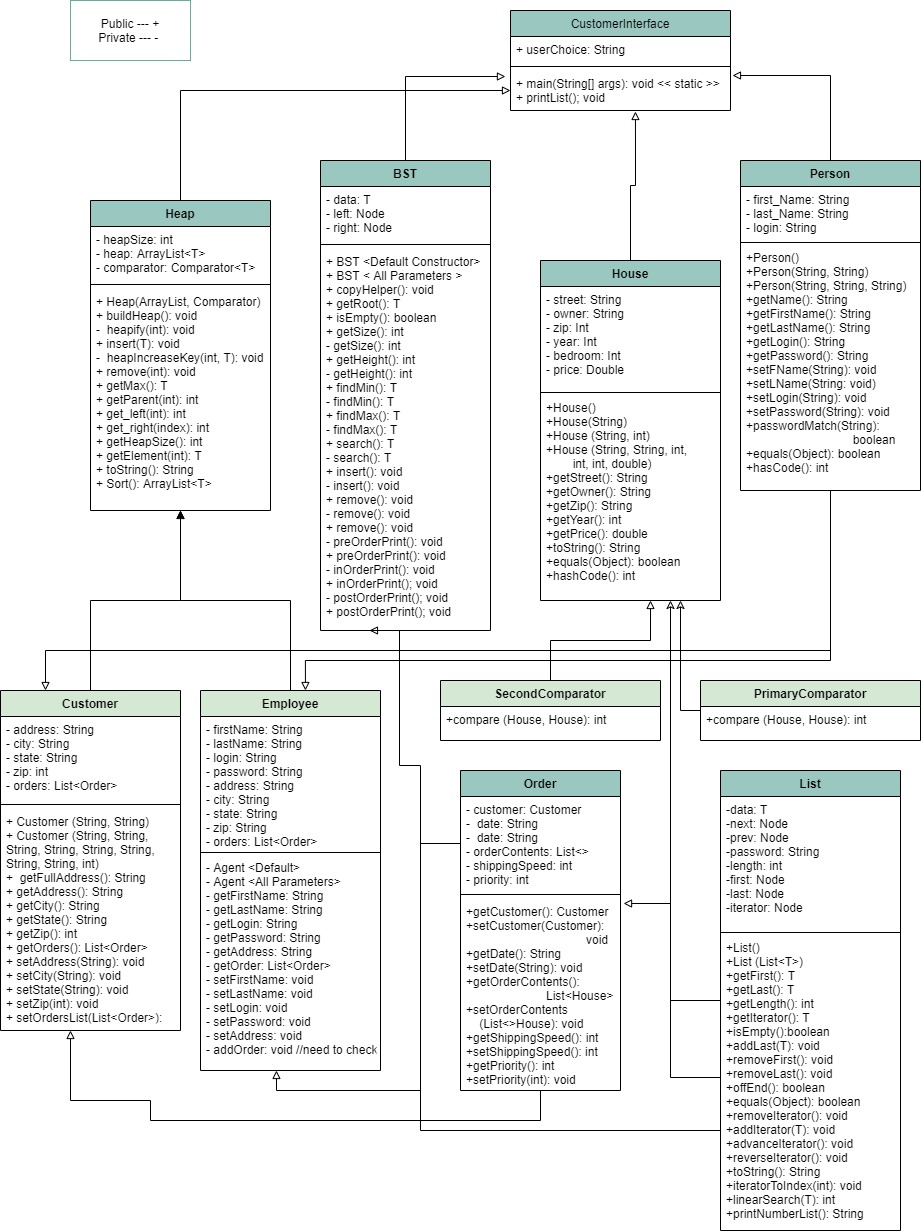 Public --- +
Private --- -
CustomerInterface
+ userChoice: String
+ main(String[] args): void << static >>
+ printList(); void
Heap
- heapSize: int
- heap: ArrayList<T>
- comparator: Comparator<T>
+ Heap(ArrayList, Comparator)
+ buildHeap(): void
-  heapify(int): void
+ insert(T): void
-  heapIncreaseKey(int, T): void
+ remove(int): void
+ getMax(): T
+ getParent(int): int
+ get_left(int): int
+ get_right(index): int
+ getHeapSize(): int
+ getElement(int): T
+ toString(): String
+ Sort(): ArrayList<T>
BST
- data: T
- left: Node
- right: Node
+ BST <Default Constructor>
+ BST < All Parameters >
+ copyHelper(): void
+ getRoot(): T
+ isEmpty(): boolean
+ getSize(): int
- getSize(): int
+ getHeight(): int
- getHeight(): int
+ findMin(): T
- findMin(): T
+ findMax(): T
- findMax(): T
+ search(): T
- search(): T
+ insert(): void
- insert(): void
+ remove(): void
- remove(): void
+ remove(): void
- preOrderPrint(): void
+ preOrderPrint(): void
- inOrderPrint(): void
+ inOrderPrint(); void
- postOrderPrint(); void
+ postOrderPrint(); void
House
- street: String
- owner: String
- zip: Int
- year: Int
- bedroom: Int
- price: Double
+House()
+House(String)
+House (String, int)
+House (String, String, int,
int, int, double)
+getStreet(): String
+getOwner(): String
+getZip(): String
+getYear(): int
+getPrice(): double
+toString(): String
+equals(Object): boolean
+hashCode(): int
Person
- first_Name: String
- last_Name: String
- login: String
+Person()
+Person(String, String)
+Person(String, String, String)
+getName(): String
+getFirstName(): String
+getLastName(): String
+getLogin(): String
+getPassword(): String
+setFName(String): void
+setLName(String: void)
+setLogin(String): void
+setPassword(String): void
+passwordMatch(String):
boolean
+equals(Object): boolean
+hasCode(): int
Customer
- address: String
- city: String
- state: String
- zip: int
- orders: List<Order>
+ Customer (String, String)
+ Customer (String, String,
String, String, String, String,
String, String, int)
+  getFullAddress(): String
+ getAddress(): String
+ getCity(): String
+ getState(): String
+ getZip(): int
+ getOrders(): List<Order>
+ setAddress(String): void
+ setCity(String): void
+ setState(String): void
+ setZip(int): void
+ setOrdersList(List<Order>):
Employee
- firstName: String
- lastName: String
- login: String
- password: String
- address: String
- city: String
- state: String
- zip: String
- orders: List<Order>
- Agent <Default>
- Agent <All Parameters>
- getFirstName: String
- getLastName: String
- getLogin: String
- getPassword: String
- getAddress: String
- getOrder: List<Order>
- setFirstName: void
- setLastName: void
- setLogin: void
- setPassword: void
- setAddress: void
- addOrder: void //need to check
SecondComparator
+compare (House, House): int
PrimaryComparator
+compare (House, House): int
Order
- customer: Customer
-  date: String
-  date: String
- orderContents: List<>
- shippingSpeed: int
- priority: int
+getCustomer(): Customer
+setCustomer(Customer):
void
+getDate(): String
+setDate(String): void
+getOrderContents():
List<House>
+setOrderContents
(List<>House): void
+getShippingSpeed(): int
+setShippingSpeed(): int
+getPriority(): int
+setPriority(int): void
List
-data: T
-next: Node
-prev: Node
-password: String
-length: int
-first: Node
-last: Node
-iterator: Node
+List()
+List (List<T>)
+getFirst(): T
+getLast(): T
+getLength(): int
+getIterator(): T
+isEmpty():boolean
+addLast(T): void
+removeFirst(): void
+removeLast(): void
+offEnd(): boolean
+equals(Object): boolean
+removeIterator(): void
+addIterator(T): void
+advanceIterator(): void
+reverseIterator(): void
+toString(): String
+iteratorToIndex(int): void
+linearSearch(T): int
+printNumberList(): String